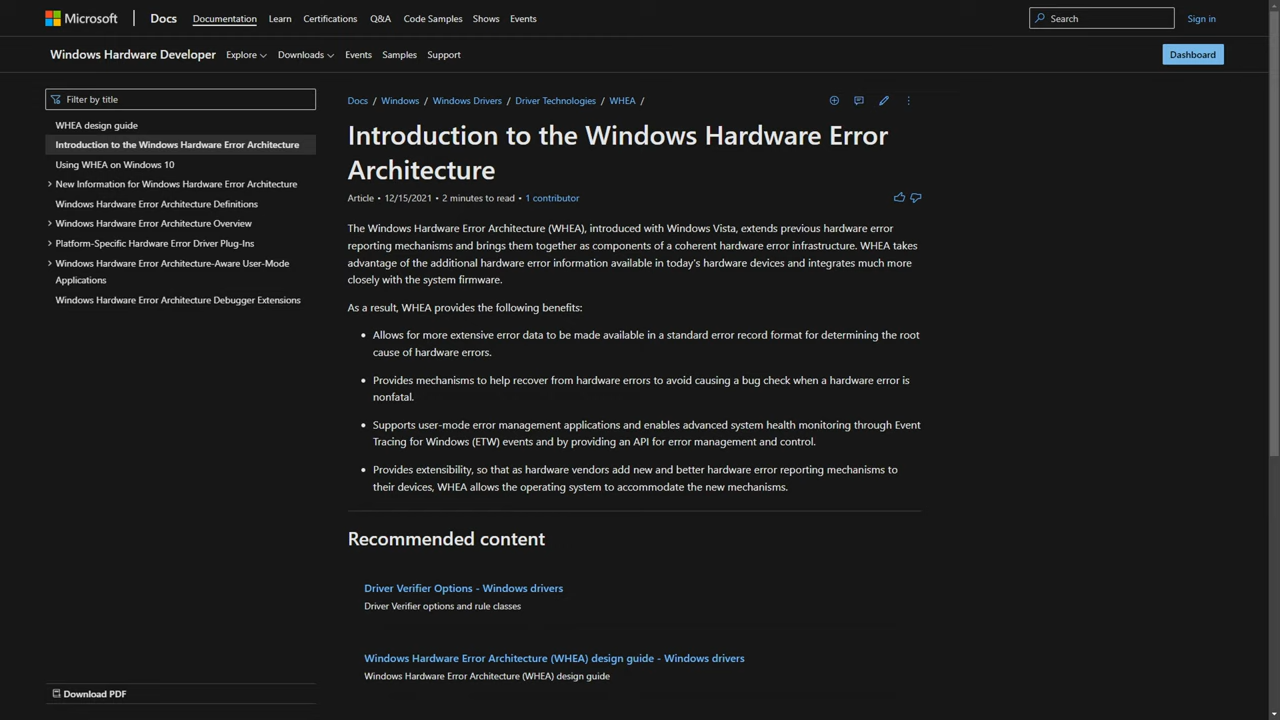 Microsoft Docs Documentation Learn Certifications Q&A Code Samples Shows Events Search Sign in
Windows Hardware Developer Explore Downloads Events Samples Support Dashboard
Filter by title
WHEA design guide
Introduction to the Windows Hardware Error Architecture
Using WHEA on Windows 10
New Information for Windows Hardware Error Architecture
Windows Hardware Error Architecture Definitions
Windows Hardware Error Architecture Overview
Platform-Specific Hardware Error Driver Plug-Ins
Windows Hardware Error Architecture-Aware User-Mode
Applications
Windows Hardware Error Architecture Debugger Extensions
Download PDF
Docs / Windows / Windows Drivers / Driver Technologies / WHEA /
Introduction to the Windows Hardware Error
Architecture
Article • 12/15/2021 • 2 minutes to read • 1 contributor
The Windows Hardware Error Architecture (WHEA), introduced with Windows Vista, extends previous hardware error
reporting mechanisms and brings them together as components of a coherent hardware error infrastructure. WHEA takes
advantage of the additional hardware error information available in today's hardware devices and integrates much more
closely with the system firmware.
As a result, WHEA provides the following benefits:
• Allows for more extensive error data to be made available in a standard error record format for determining the root
cause of hardware errors.
• Provides mechanisms to help recover from hardware errors to avoid causing a bug check when a hardware error is
nonfatal.
• Supports user-mode error management applications and enables advanced system health monitoring through Event
Tracing for Windows (ETW) events and by providing an API for error management and control.
• Provides extensibility, so that as hardware vendors add new and better hardware error reporting mechanisms to
their devices, WHEA allows the operating system to accommodate the new mechanisms.
Recommended content
Driver Verifier Options - Windows drivers
Driver Verifier options and rule classes
Windows Hardware Error Architecture (WHEA) design guide - Windows drivers
Windows Hardware Error Architecture (WHEA) design guide